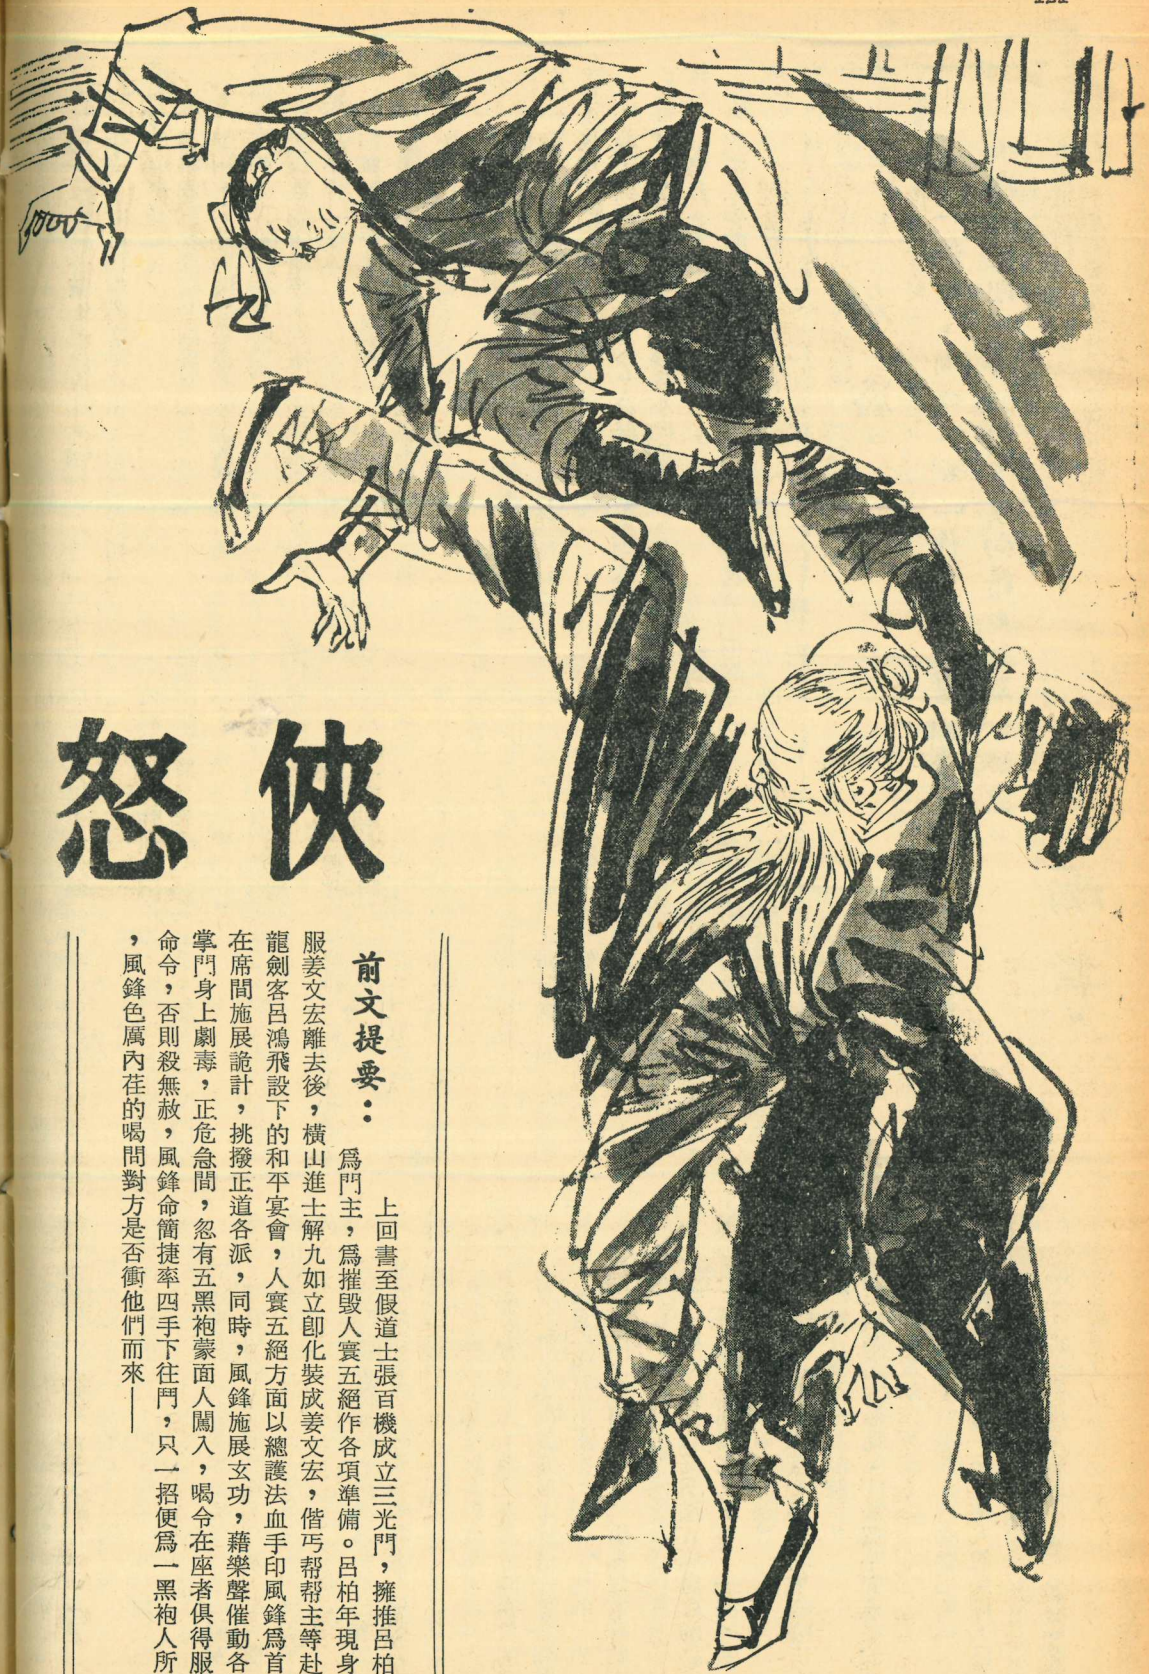 俠怒
前文提要：
上回書至假道士張百機成立三光門，擁推呂柏
爲門主，爲摧毀人寰五絕作各項準備。呂柏年現身
服姜文宏離去後，橫山進士解九如立卽化裝成姜文宏，偕丐帮帮主等赴
龍劍客呂鴻飛設下的和平宴會，人寰五絕方面以總護法血手印風鋒爲首
在席間施展詭計，挑撥正道各派，同時，風鋒施展玄功，藉樂聲催動各
掌門身上劇毒，正危急間，忽有五黑袍蒙面人闖入，喝令在座者俱得服
命令，否則殺無赦，風鋒命簡捷率四手下往鬥，只一招便爲一黑袍人所
，風鋒色厲內荏的喝問對方是否衝他們而來——